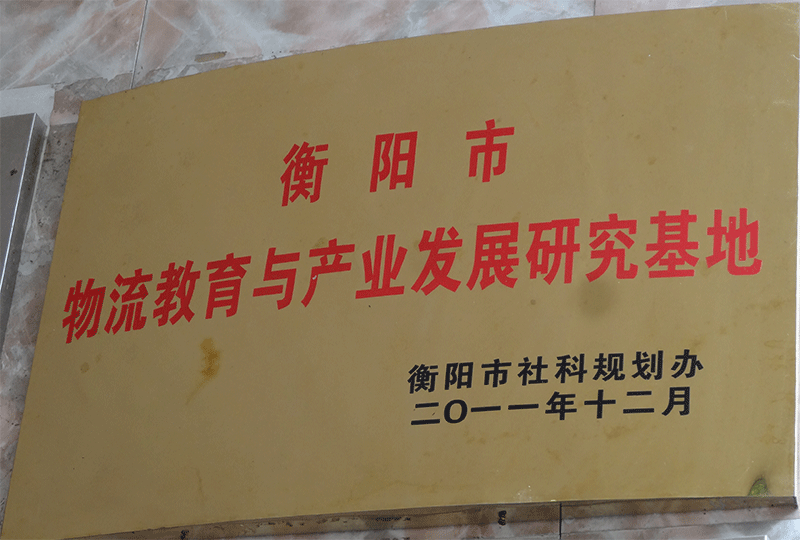 衡阳市
物流教育与产业发展研究基地
衡阳市社科规划办
二〇一一年十二月